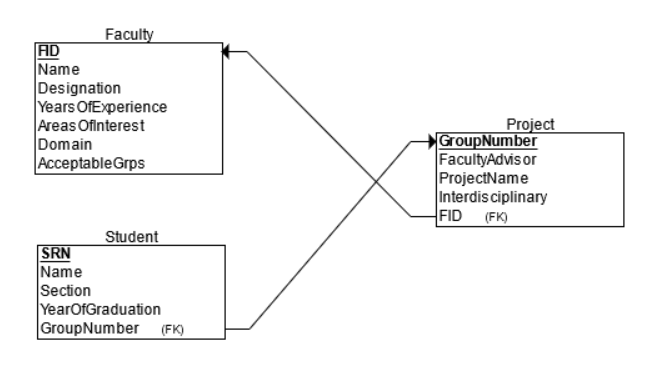 Faculty
FID
Name
Designation
YearsOfExperience
AreasOfInterest
Domain
AcceptableGrps
Project
GroupNumber
FacultyAdvisor
ProjectName
Interdisciplinary
FID (FK)
Student
SRN
Name
Section
YearOfGraduation
GroupNumber (FK)